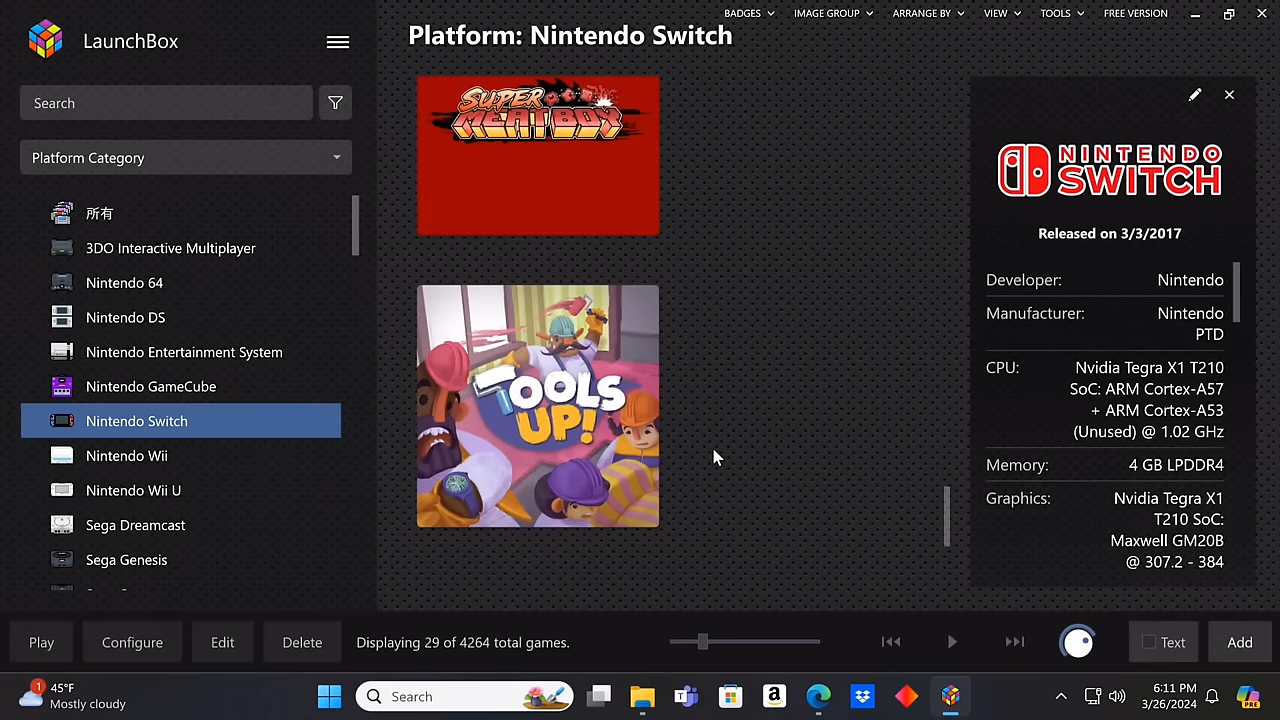 BADGES
IMAGE GROUP
ARRANGE BY
VIEW
TOOLS
FREE VERSION
LaunchBox
Platform: Nintendo Switch
Search
Platform Category
所有
3DO Interactive Multiplayer
Nintendo 64
Nintendo DS
Nintendo Entertainment System
Nintendo GameCube
Nintendo Switch
Nintendo Wii
Nintendo Wii U
Sega Dreamcast
Sega Genesis
SUPER
MEAT BOY
TOOLS
UP!
NINTENDO
SWITCH
Released on 3/3/2017
Developer: Nintendo
Manufacturer: Nintendo
PTD
CPU: Nvidia Tegra X1 T210
SoC: ARM Cortex-A57
+ ARM Cortex-A53
(Unused) @ 1.02 GHz
Memory: 4 GB LPDDR4
Graphics: Nvidia Tegra X1
T210 SoC:
Maxwell GM20B
@ 307.2 - 384
Play
Configure
Edit
Delete
Displaying 29 of 4264 total games.
Text
Add
1
45°F
Mostly cloudy
Search
a
6:11 PM
3/26/2024
PRE